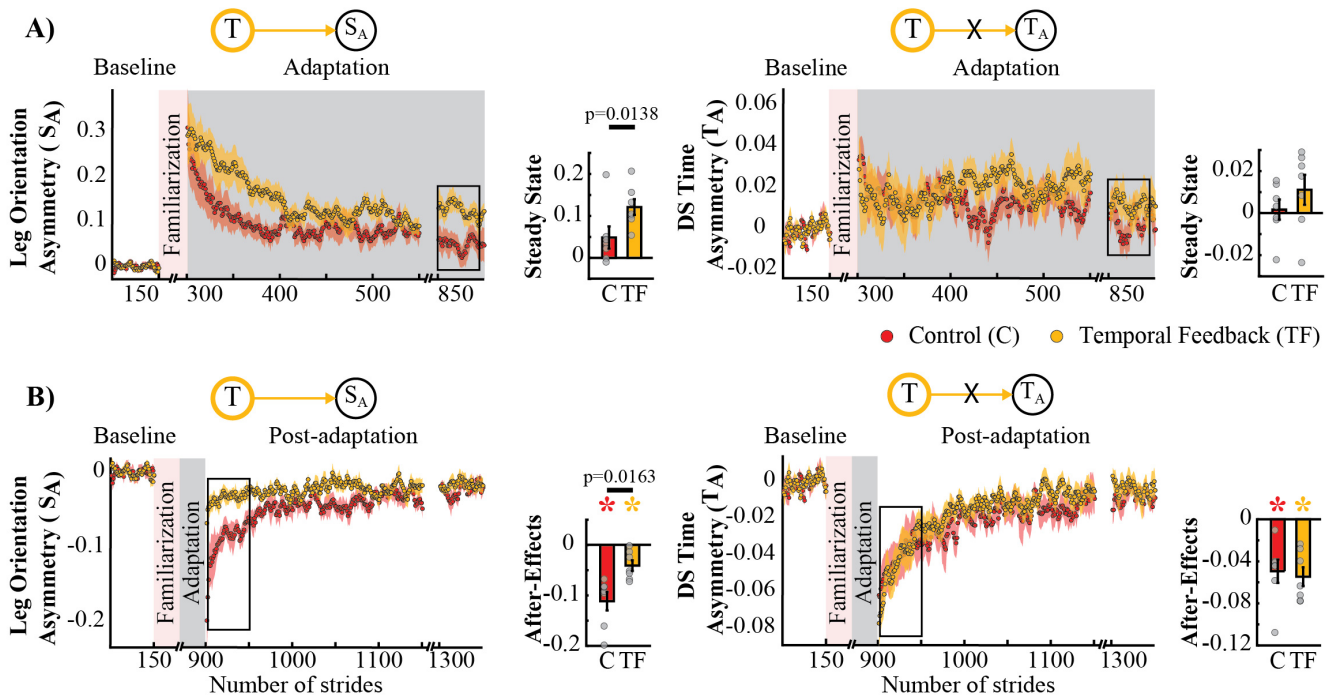 A)
T
SA
T
X
TA
Baseline
Adaptation
Baseline
Adaptation
Leg Orientation
Asymmetry (SA)
0.3
0.2
0.1
0
Familiarization
150
300
400
500
850
p=0.0138
Steady State
0.2
0.1
0
C TF
DS Time
Asymmetry (TA)
0.06
0.04
0.02
0
-0.02
Familiarization
150
300
400
500
850
Steady State
0.02
0
-0.02
C TF
Control (C)
Temporal Feedback (TF)
B)
T
SA
T
X
TA
Baseline
Post-adaptation
Baseline
Post-adaptation
Leg Orientation
Asymmetry (SA)
0
-0.1
-0.2
Familiarization
Adaptation
150
900
1000
1100
1300
Number of strides
p=0.0163
* *
After-Effects
0
-0.1
-0.2
C TF
DS Time
Asymmetry (TA)
0
-0.02
-0.04
-0.06
-0.08
Familiarization
Adaptation
150
900
1000
1100
1300
Number of strides
* *
After-Effects
0
-0.04
-0.08
-0.12
C TF